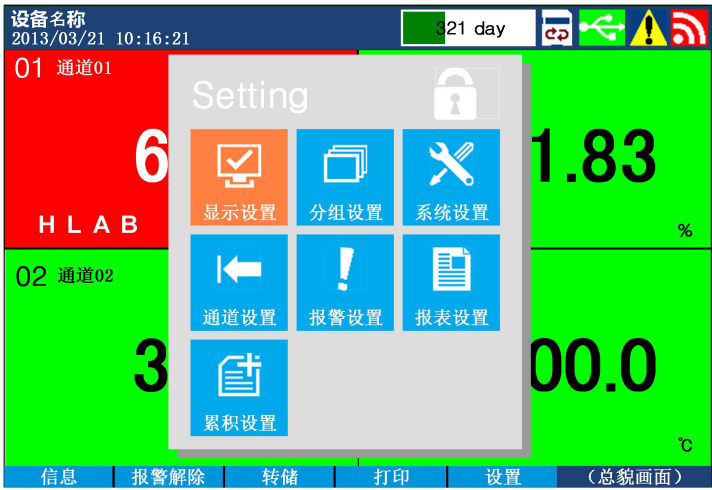 设备名称
2013/03/21 10:16:21
321 day
01 通道01
6
H L A B
1.83
%
Setting
显示设置
分组设置
系统设置
通道设置
报警设置
报表设置
累积设置
02 通道02
3
00.0
℃
信息
报警解除
转储
打印
设置
（总貌画面）